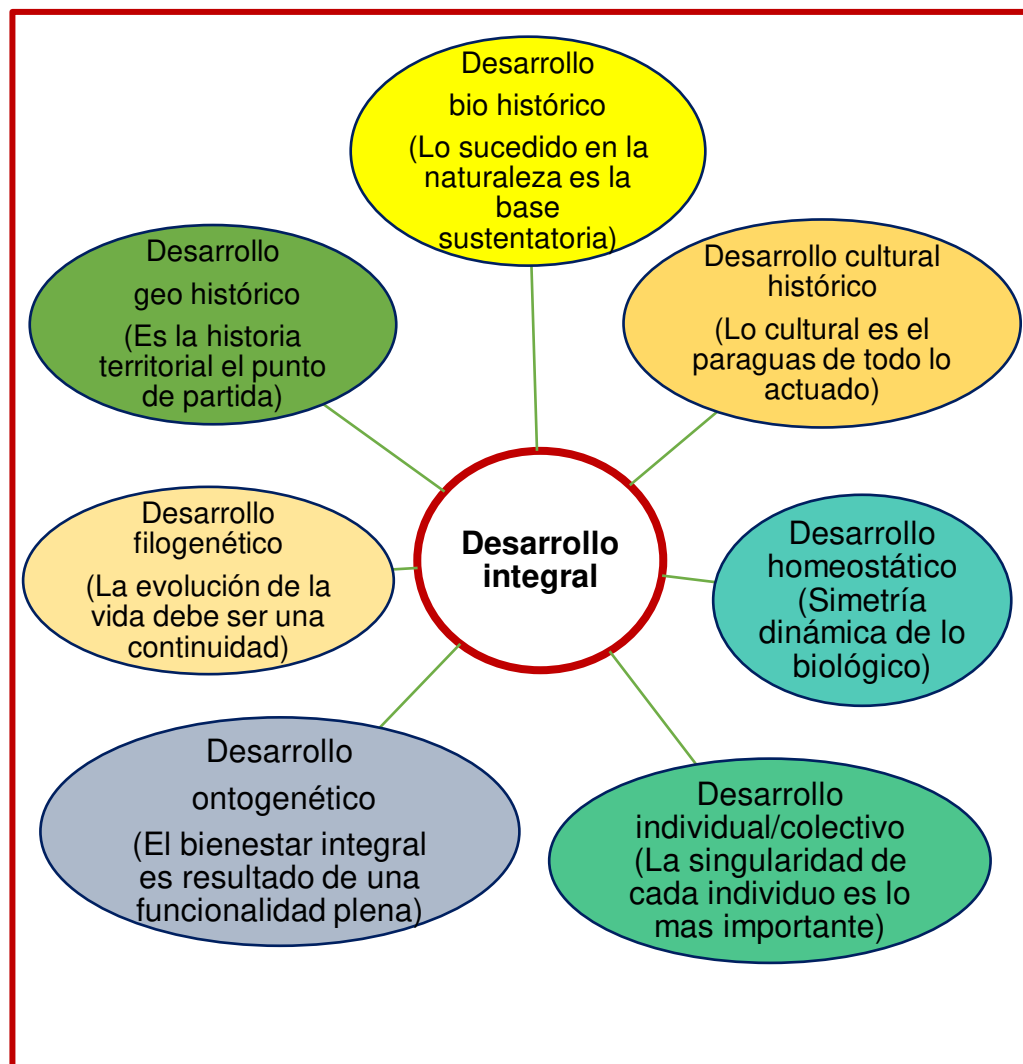 Desarrollo
bio histórico
(Lo sucedido en la
naturaleza es la
base
sustentatoria)
Desarrollo cultural
histórico
(Lo cultural es el
paraguas de todo lo
actuado)
Desarrollo
homeostático
(Simetría
dinámica de lo
biológico)
Desarrollo
individual/colectivo
(La singularidad de
cada individuo es lo
mas importante)
Desarrollo
ontogenético
(El bienestar integral
es resultado de una
funcionalidad plena)
Desarrollo
filogenético
(La evolución de la
vida debe ser una
continuidad)
Desarrollo
geo histórico
(Es la historia
territorial el punto
de partida)
Desarrollo
integral